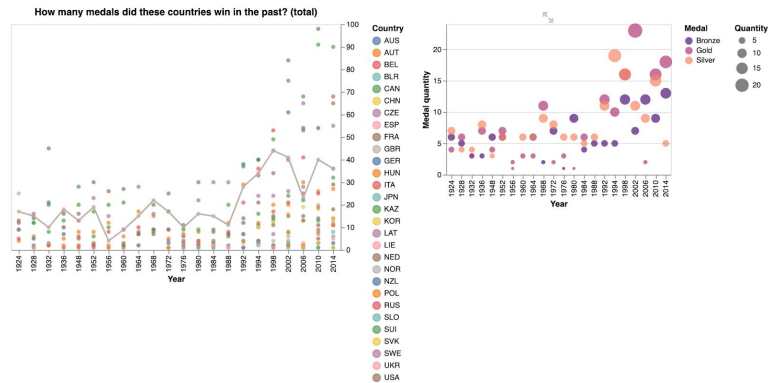 How many medals did these countries win in the past? (total)
100
90
80
70
60
50
40
30
20
10
0
1924
1928
1932
1936
1948
1952
1956
1960
1964
1968
1972
1976
1980
1984
1988
1992
1994
1998
2002
2006
2010
2014
Year
Country
AUS
AUT
BEL
BLR
CAN
CHN
CZE
ESP
FRA
GBR
GER
HUN
ITA
JPN
KAZ
KOR
LAT
LIE
NED
NOR
NZL
POL
RUS
SLO
SUI
SVK
SWE
UKR
USA
Medal quantity
20
15
10
5
0
1924
1928
1932
1936
1948
1952
1956
1960
1964
1968
1972
1976
1980
1984
1988
1992
1994
1998
2002
2006
2010
2014
Year
Medal
Bronze
Gold
Silver
Quantity
5
10
15
20